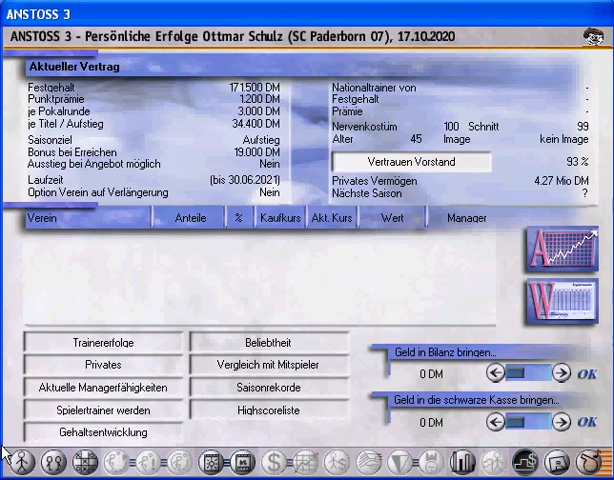 ANSTOSS 3
ANSTOSS 3 - Persönliche Erfolge Ottmar Schulz (SC Paderborn 07), 17.10.2020
Aktueller Vertrag
Festgehalt 171.500 DM
Punktprämie 1.200 DM
je Pokalrunde 3.000 DM
je Titel / Aufstieg 34.400 DM
Saisonziel Aufstieg
Bonus bei Erreichen 19.000 DM
Ausstieg bei Angebot möglich Nein
Laufzeit (bis 30.06.2021)
Option Verein auf Verlängerung Nein
Nationaltrainer von -
Festgehalt -
Prämie -
Nervenkostüm 100 Schnitt 99
Alter 45 Image kein Image
Vertrauen Vorstand 93 %
Privates Vermögen 4.27 Mio DM
Nächste Saison ?
Verein Anteile % Kaufkurs Akt. Kurs Wert Manager
A
W
Trainererfolge Beliebtheit
Privates Vergleich mit Mitspieler
Aktuelle Managerfähigkeiten Saisonrekorde
Spielertrainer werden Highscoreliste
Gehaltsentwicklung
Geld in Bilanz bringen...
0 DM OK
Geld in die schwarze Kasse bringen...
0 DM OK